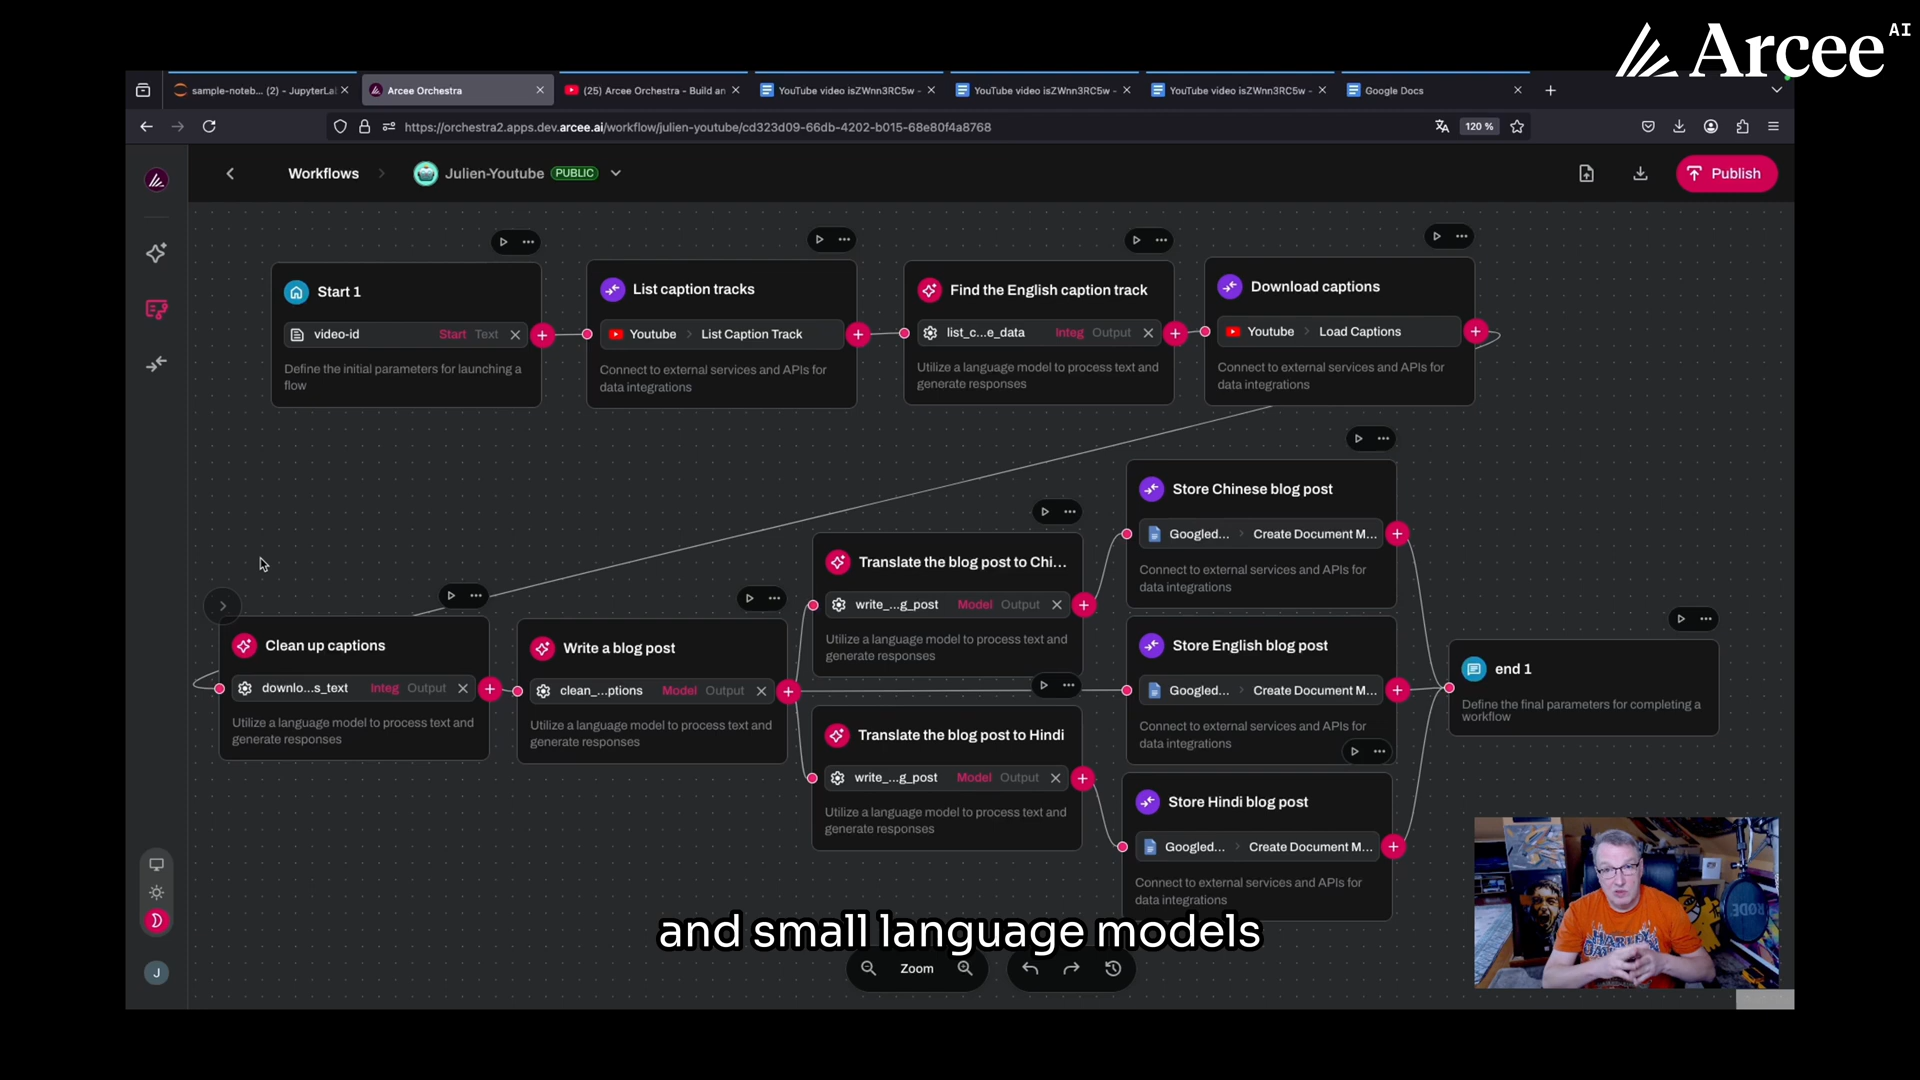 Arcee AI
sample-noteb... (2) - JupyterLa
Arcee Orchestra
(25) Arcee Orchestra - Build an
YouTube video isZWnn3RC5w -
YouTube video isZWnn3RC5w -
YouTube video isZWnn3RC5w -
Google Docs
https://orchestra2.apps.dev.arcee.ai/workflow/julien-youtube/cd323d09-66db-4202-b015-68e80f4a8768
120 %
Workflows
Julien-Youtube
PUBLIC
Publish
Start 1
video-id Start Text
Define the initial parameters for launching a
flow
List caption tracks
Youtube > List Caption Track
Connect to external services and APIs for
data integrations
Find the English caption track
list_c...e_data Integ Output
Utilize a language model to process text and
generate responses
Download captions
Youtube > Load Captions
Connect to external services and APIs for
data integrations
Clean up captions
downlo...s_text Integ Output
Utilize a language model to process text and
generate responses
Write a blog post
clean_...ptions Model Output
Utilize a language model to process text and
generate responses
Translate the blog post to Chi...
write_...g_post Model Output
Utilize a language model to process text and
generate responses
Translate the blog post to Hindi
write_...g_post Model Output
Utilize a language model to process text and
generate responses
Store Chinese blog post
Googled... > Create Document M...
Connect to external services and APIs for
data integrations
Store English blog post
Googled... > Create Document M...
Connect to external services and APIs for
data integrations
Store Hindi blog post
Googled... > Create Document M...
Connect to external services and APIs for
data integrations
end 1
Define the final parameters for completing a
workflow
J
and small language models
Zoom
RØDE
HARLEY